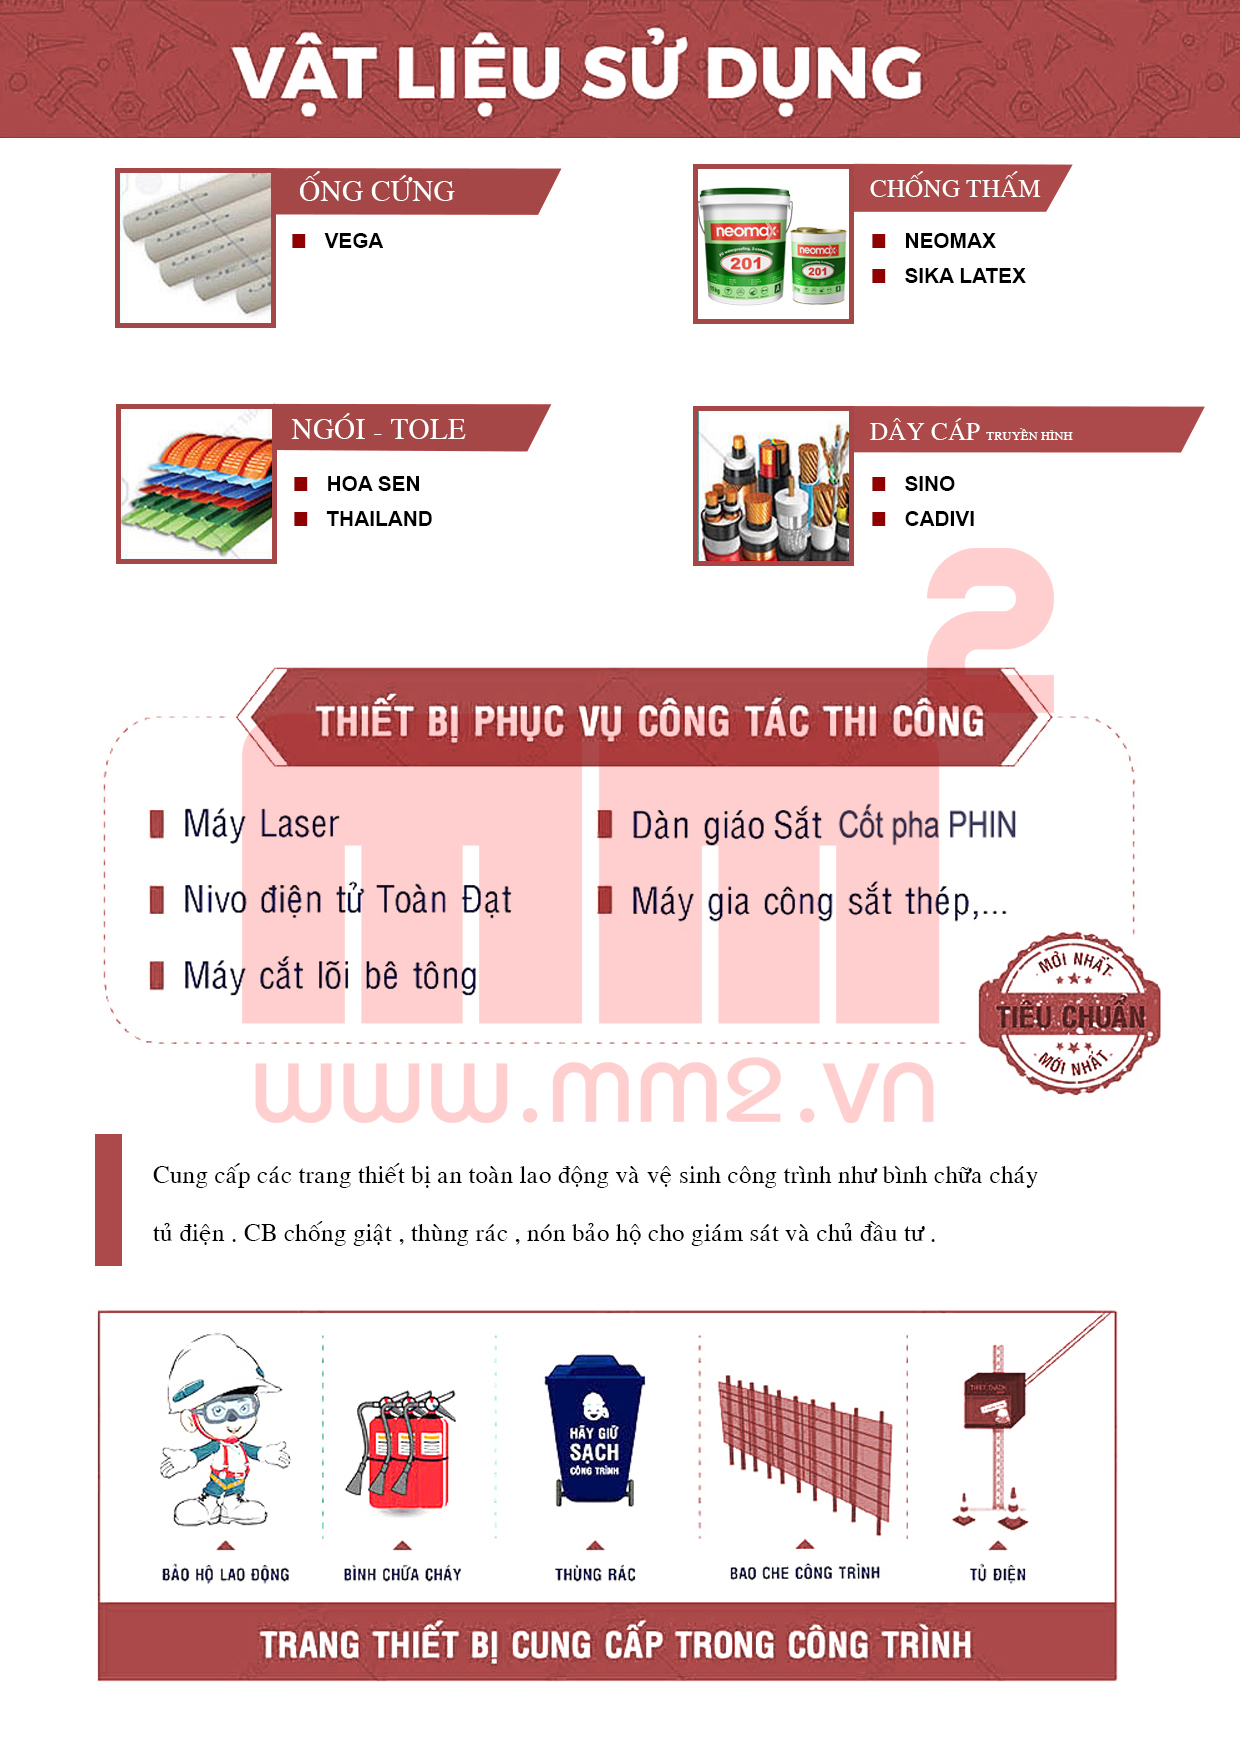 VẬT LIỆU SỬ DỤNG
ỐNG CỨNG
VEGA
CHỐNG THẤM
NEOMAX
SIKA LATEX
neomax
201
neomax
201
NGÓI - TOLE
HOA SEN
THAILAND
DÂY CÁP TRUYỀN HÌNH
SINO
CADIVI
THIẾT BỊ PHỤC VỤ CÔNG TÁC THI CÔNG
Máy Laser
Dàn giáo Sắt Cốt pha PHIN
Nivo điện tử Toàn Đạt
Máy gia công sắt thép,...
Máy cắt lõi bê tông
MỚI NHẤT
TIÊU CHUẨN
MỚI NHẤT
mm2
www.mm2.vn
Cung cấp các trang thiết bị an toàn lao động và vệ sinh công trình như bình chữa cháy
tủ điện . CB chống giật , thùng rác , nón bảo hộ cho giám sát và chủ đầu tư .
HÃY GIỮ
SẠCH
CÔNG TRÌNH
BẢO HỘ LAO ĐỘNG
BÌNH CHỮA CHÁY
THÙNG RÁC
BAO CHE CÔNG TRÌNH
TỦ ĐIỆN
TRANG THIẾT BỊ CUNG CẤP TRONG CÔNG TRÌNH